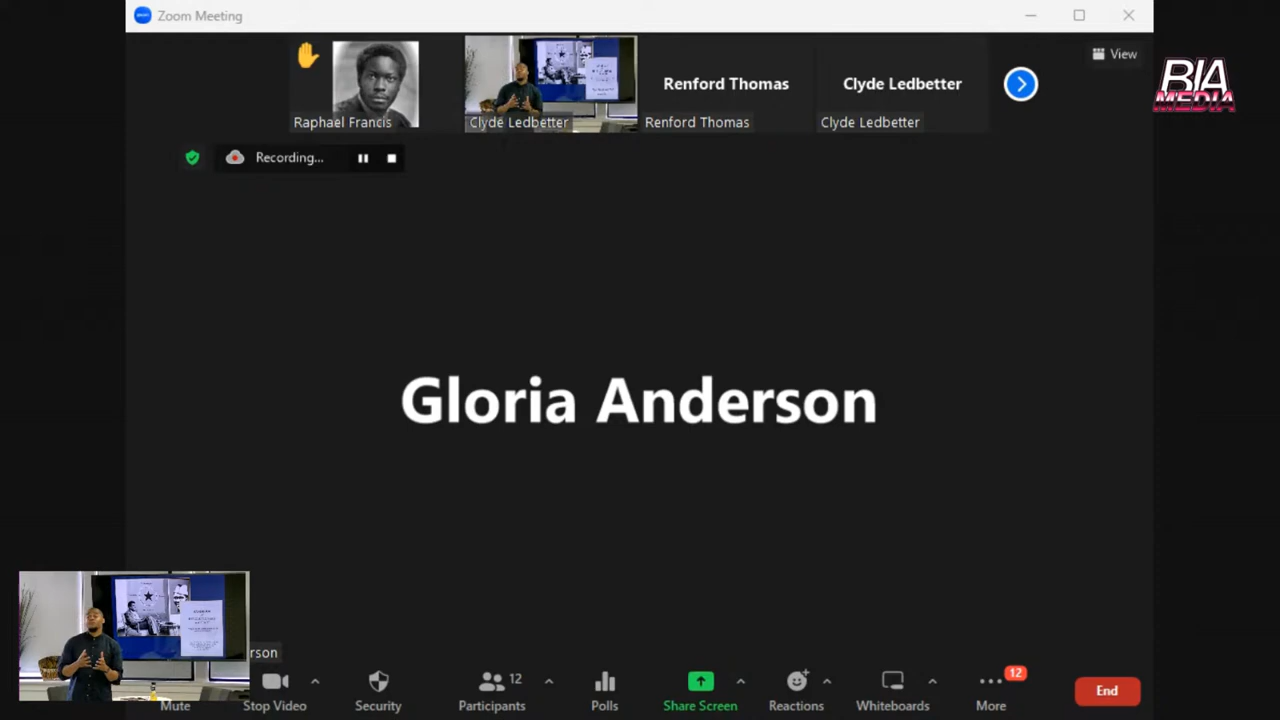 Zoom Meeting
zoom
View
BIA
MEDIA
Renford Thomas
Clyde Ledbetter
Raphael Francis
Clyde Ledbetter
Renford Thomas
Clyde Ledbetter
Recording...
Gloria Anderson
rson
12
12
Mute
Stop Video
Security
Participants
Polls
Share Screen
Reactions
Whiteboards
More
End